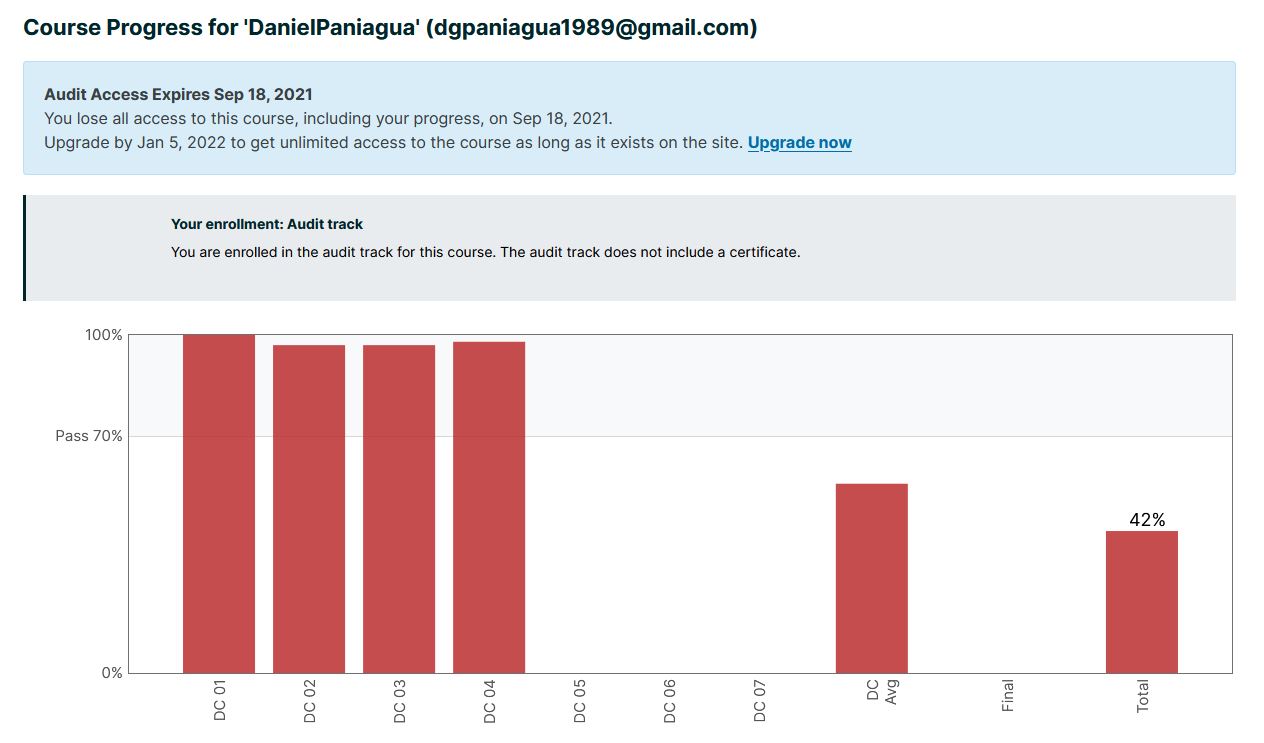 Course Progress for 'DanielPaniagua' (dgpaniagua1989@gmail.com)
Audit Access Expires Sep 18, 2021
You lose all access to this course, including your progress, on Sep 18, 2021.
Upgrade by Jan 5, 2022 to get unlimited access to the course as long as it exists on the site. Upgrade now
Your enrollment: Audit track
You are enrolled in the audit track for this course. The audit track does not include a certificate.
100%
Pass 70%
42%
0%
DC 01
DC 02
DC 03
DC 04
DC 05
DC 06
DC 07
DC
Avg
Final
Total